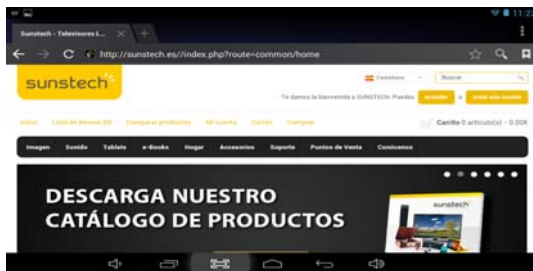 11:2
Sunstech - Televisores L...
http://sunstech.es//index.php?route=common/home
sunstech
Castellano
Buscar
Te damos la bienvenida a SUNSTECH. Puedes acceder o crear una cuenta
Inicio Lista de deseos (0) Comparar productos Mi cuenta Carrito Comprar
Carrito 0 artículo(s) - 0.00€
Imagen Sonido Tablets e-Books Hogar Accesorios Soporte Puntos de Venta Conócenos
DESCARGA NUESTRO
CATÁLOGO DE PRODUCTOS
sunstech